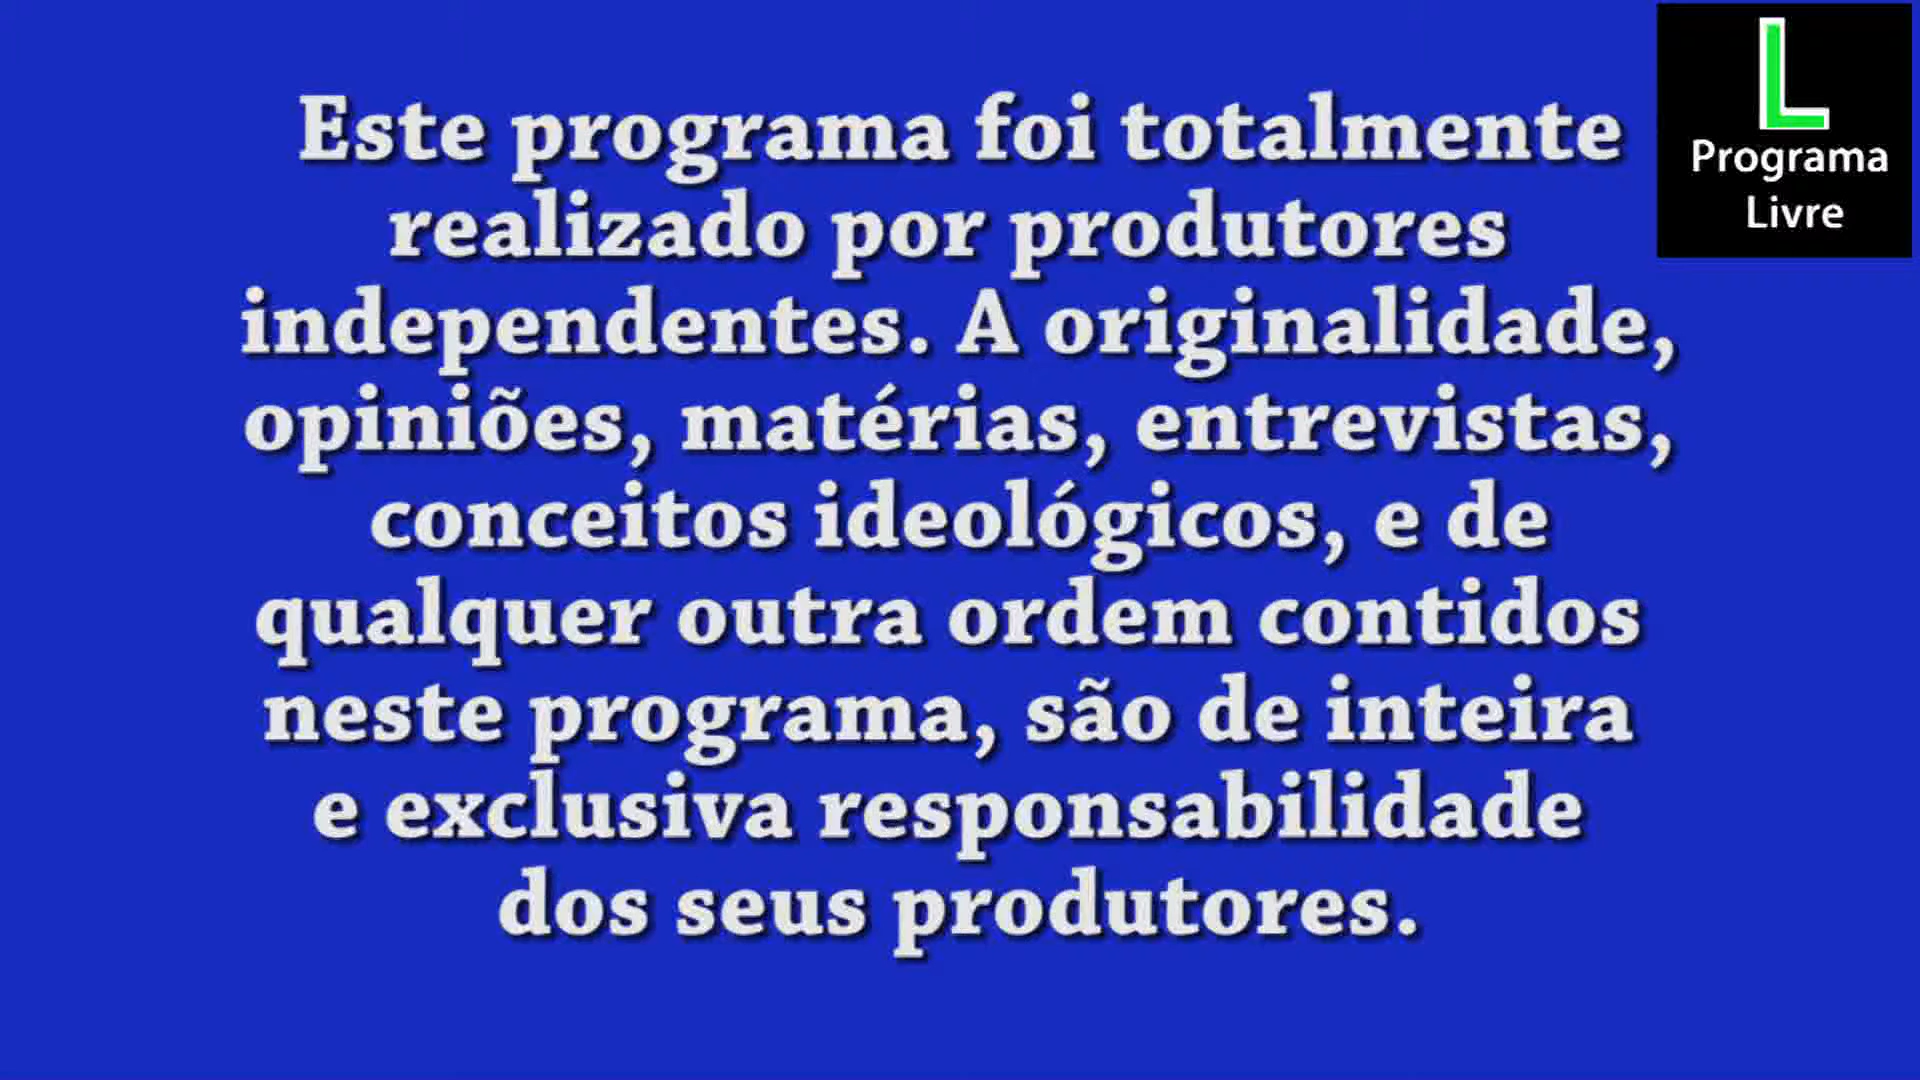 Este programa foi totalmente
realizado por produtores
independentes. A originalidade,
opiniões, matérias, entrevistas,
conceitos ideológicos, e de
qualquer outra ordem contidos
neste programa, são de inteira
e exclusiva responsabilidade
dos seus produtores.
L
Programa
Livre